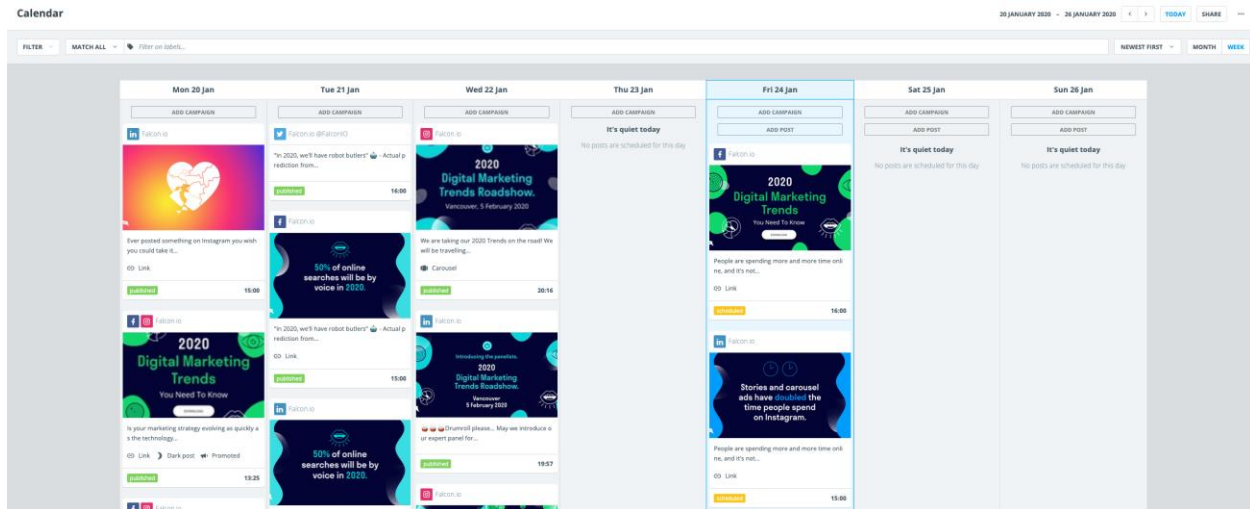 Calendar
20 JANUARY 2020 - 26 JANUARY 2020
TODAY
SHARE
FILTER
MATCH ALL
Filter on labels...
NEWEST FIRST
MONTH
WEEK
Mon 20 Jan
ADD CAMPAIGN
Falcon.io
Ever posted something on Instagram you wish
you could take it...
Link
published
15:00
Falcon.io
2020
Digital Marketing
Trends
You Need To Know
DOWNLOAD
Is your marketing strategy evolving as quickly a
s the technology...
Link
Dark post
Promoted
published
13:25
Falcon.io
Tue 21 Jan
ADD CAMPAIGN
Falcon.io @FalconIO
"In 2020, we'll have robot butlers" - Actual p
rediction from...
published
16:00
Falcon.io
50% of online
searches will be by
voice in 2020.
"In 2020, we'll have robot butlers" - Actual p
rediction from...
Link
published
15:00
Falcon.io
50% of online
searches will be by
voice in 2020.
Wed 22 Jan
ADD CAMPAIGN
Falcon.io
2020
Digital Marketing
Trends Roadshow.
Vancouver, 5 February 2020
We are taking our 2020 Trends on the road! We
will be travelling...
Carousel
published
20:16
Falcon.io
Introducing the panelists.
2020
Digital Marketing
Trends Roadshow.
Vancouver
5 February 2020
Drumroll please... May we introduce o
ur expert panel for...
published
19:57
Falcon.io
Thu 23 Jan
ADD CAMPAIGN
It's quiet today
No posts are scheduled for this day
Fri 24 Jan
ADD CAMPAIGN
ADD POST
Falcon.io
2020
Digital Marketing
Trends
You Need To Know
DOWNLOAD
People are spending more and more time onli
ne, and it's not...
Link
scheduled
16:00
Falcon.io
Stories and carousel
ads have doubled the
time people spend
on Instagram.
People are spending more and more time onli
ne, and it's not...
Link
scheduled
15:00
Sat 25 Jan
ADD CAMPAIGN
ADD POST
It's quiet today
No posts are scheduled for this day
Sun 26 Jan
ADD CAMPAIGN
ADD POST
It's quiet today
No posts are scheduled for this day